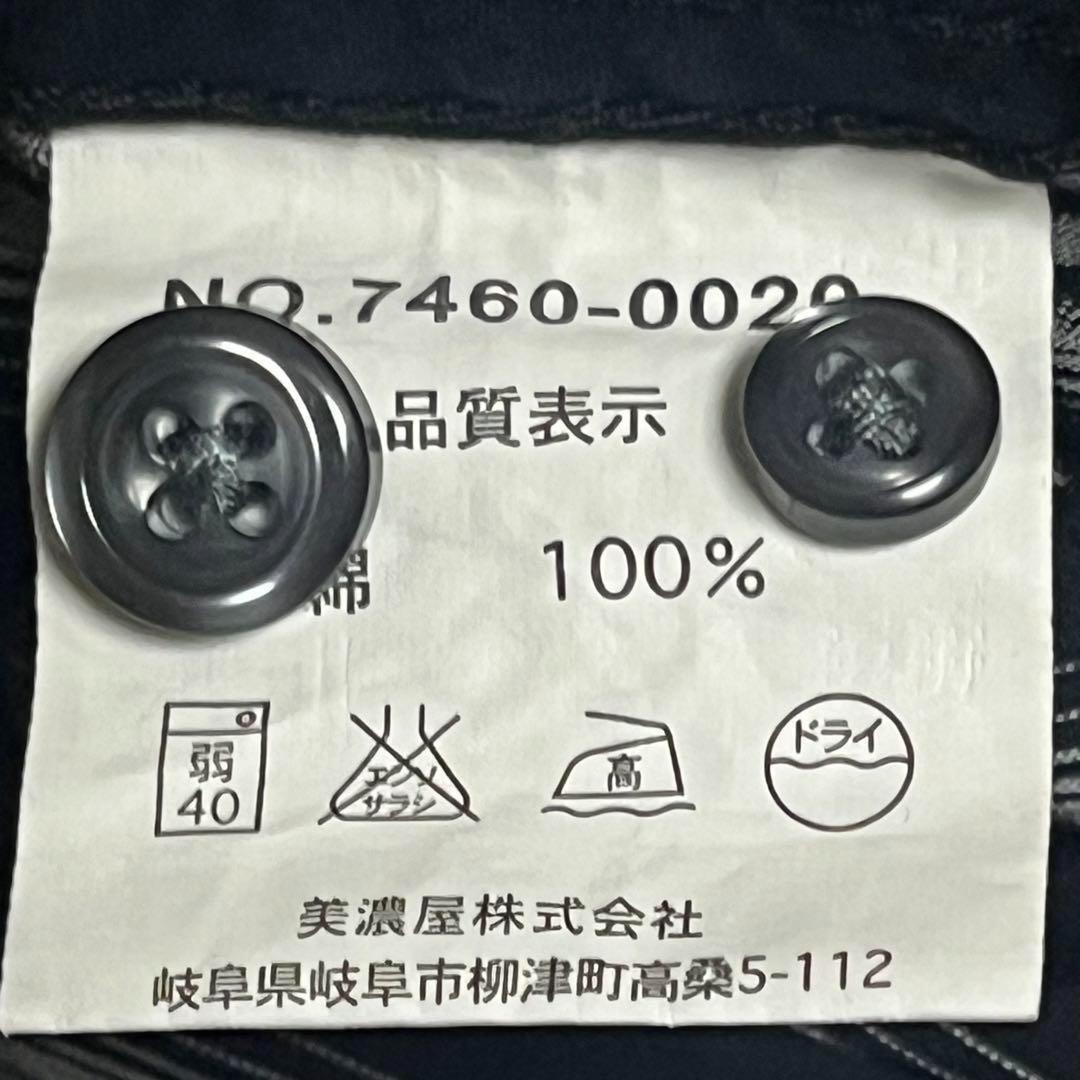 NO.7460-0020
品質表示
綿 100%
弱 40
エンソ サラシ
高
ドライ
美濃屋株式会社
岐阜県岐阜市柳津町高桑5-112